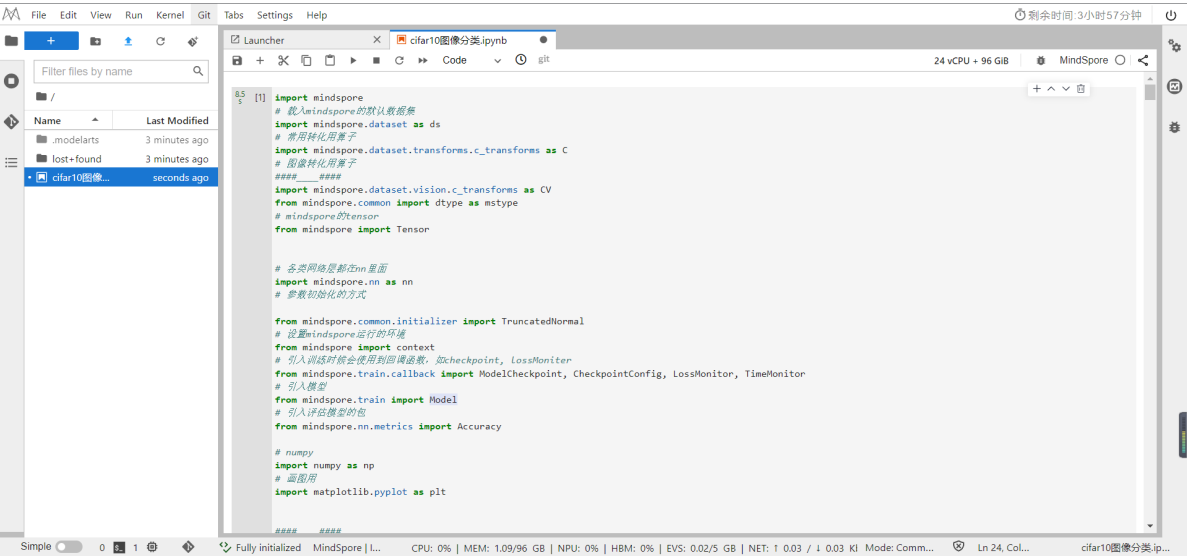 File Edit View Run Kernel Git Tabs Settings Help
剩余时间:3小时57分钟
Filter files by name
/
Name
Last Modified
.modelarts
3 minutes ago
lost+found
3 minutes ago
cifar10图像...
seconds ago
Launcher
cifar10图像分类.ipynb
Code
git
24 vCPU + 96 GiB
MindSpore
8.5
s
[1]
import mindspore
# 载入mindspore的默认数据集
import mindspore.dataset as ds
# 常用转化用算子
import mindspore.dataset.transforms.c_transforms as C
# 图像转化用算子
####____####
import mindspore.dataset.vision.c_transforms as CV
from mindspore.common import dtype as mstype
# mindspore的tensor
from mindspore import Tensor
# 各类网络层都在nn里面
import mindspore.nn as nn
# 参数初始化的方式
from mindspore.common.initializer import TruncatedNormal
# 设置mindspore运行的环境
from mindspore import context
# 引入训练时候会使用到回调函数，如checkpoint, LossMoniter
from mindspore.train.callback import ModelCheckpoint, CheckpointConfig, LossMonitor, TimeMonitor
# 引入模型
from mindspore.train import Model
# 引入评估模型的包
from mindspore.nn.metrics import Accuracy
# numpy
import numpy as np
# 画图用
import matplotlib.pyplot as plt
####____####
Simple
0
1
Fully initialized
MindSpore | I...
CPU: 0% | MEM: 1.09/96 GB | NPU: 0% | HBM: 0% | EVS: 0.02/5 GB | NET: ↑ 0.03 / ↓ 0.03 K
Mode: Comm...
Ln 24, Col...
cifar10图像分类.ip...